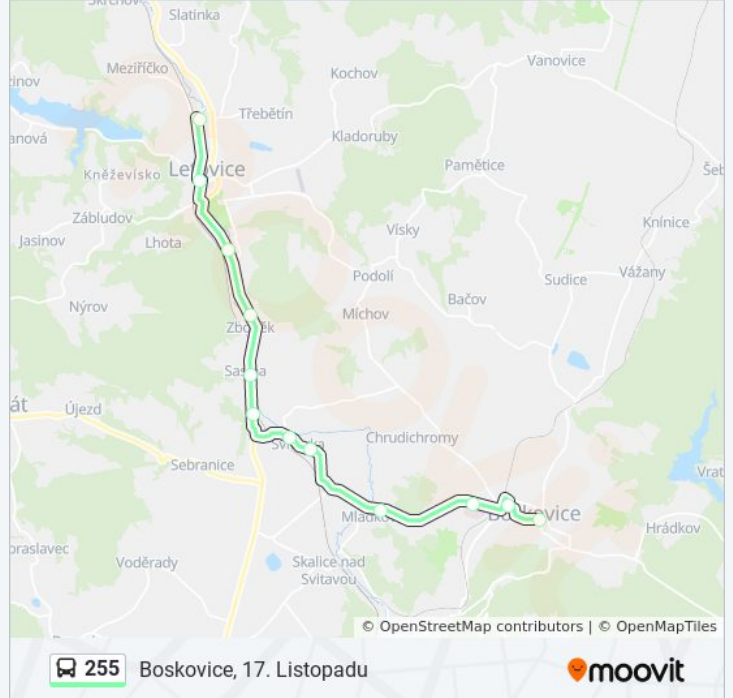 Slatinka
Meziříčko
Kochov
Vanovice
Třebětín
Kladoruby
Pamětice
Kněževísko
Zábludov
Vísky
Knínice
Jasinov
Lhota
Podolí
Sudice
Vážany
Nýrov
Míchov
Bačov
Újezd
Chrudichromy
Sebranice
Hrádkov
Voděrady
Skalice nad
Svitavou
© OpenStreetMap contributors | © OpenMapTiles
255 Boskovice, 17. Listopadu
moovit